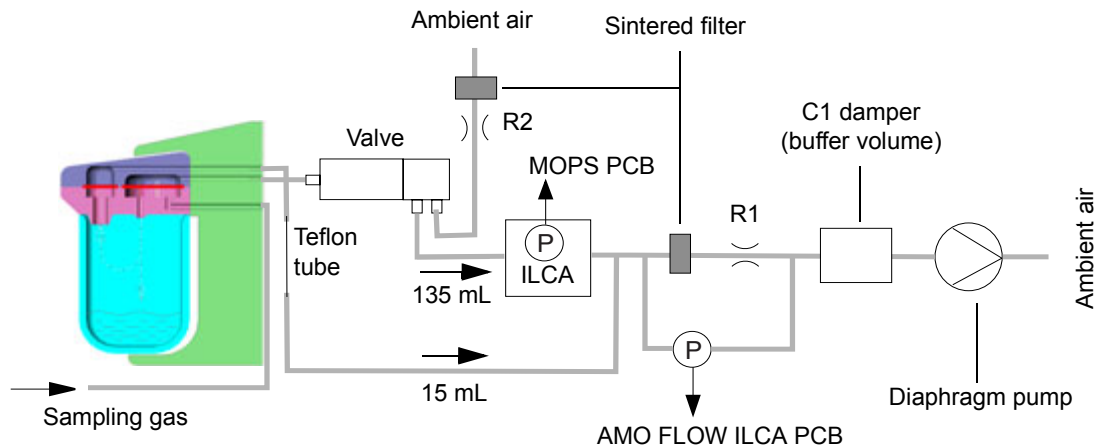 Ambient air
Sintered filter
R2
C1 damper
(buffer volume)
Valve
MOPS PCB
R1
P
ILCA
Teflon
tube
135 mL
Ambient air
P
15 mL
Sampling gas
Diaphragm pump
AMO FLOW ILCA PCB